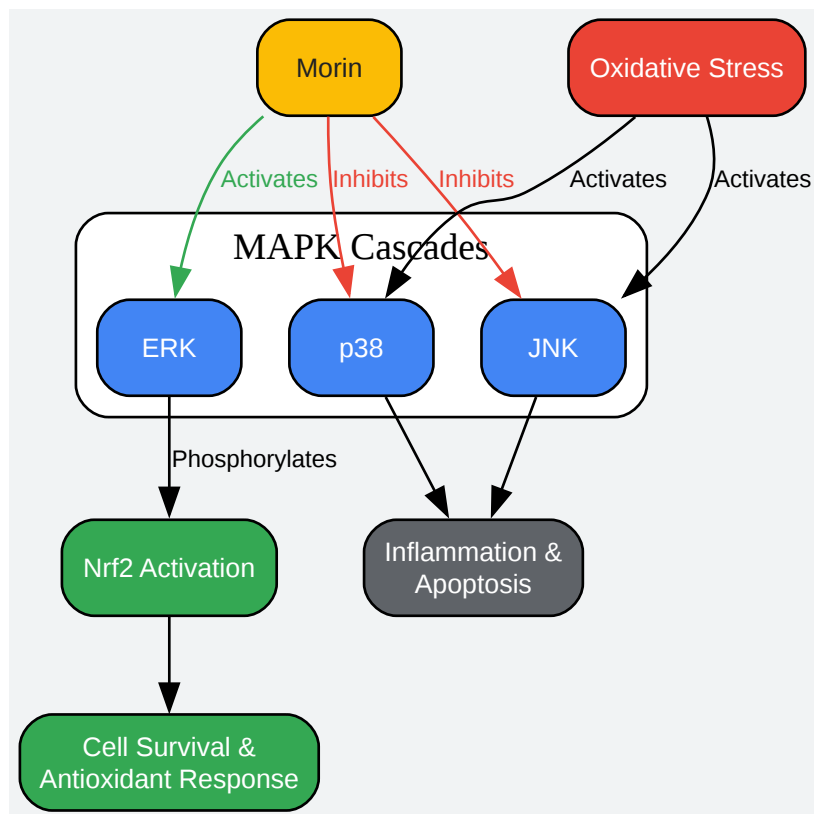 Morin
Oxidative Stress
Activates
Inhibits
Inhibits
Activates
Activates
MAPK Cascades
ERK
p38
JNK
Phosphorylates
Nrf2 Activation
Inflammation &
Apoptosis
Cell Survival &
Antioxidant Response